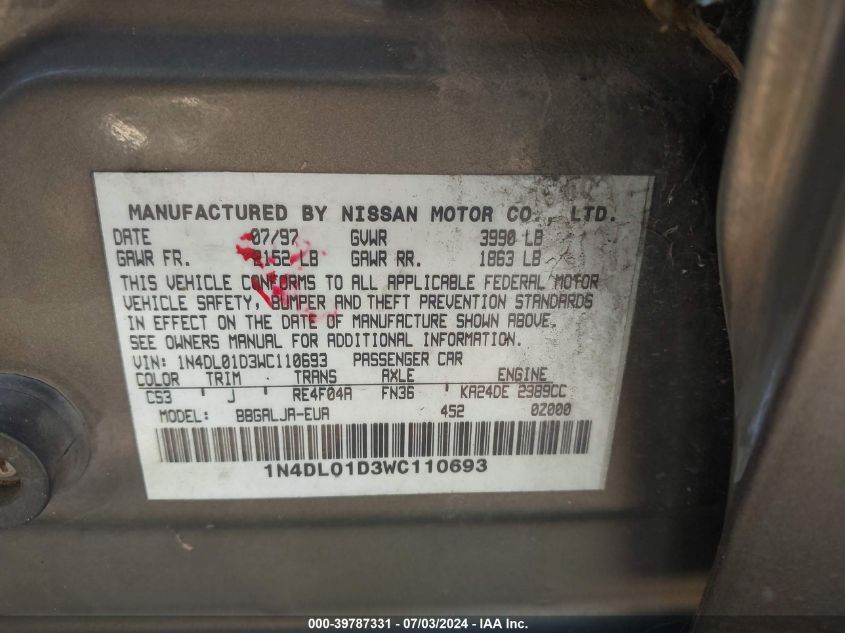 MANUFACTURED BY NISSAN MOTOR CO., LTD.
DATE 07/97 GVWR 3990 LB
GAWR FR. 2152 LB GAWR RR. 1863 LB
THIS VEHICLE CONFORMS TO ALL APPLICABLE FEDERAL MOTOR
VEHICLE SAFETY, BUMPER AND THEFT PREVENTION STANDARDS
IN EFFECT ON THE DATE OF MANUFACTURE SHOWN ABOVE.
SEE OWNERS MANUAL FOR ADDITIONAL INFORMATION.
VIN: 1N4DL01D3WC110693 PASSENGER CAR
COLOR TRIM TRANS AXLE ENGINE
CS3 J RE4F04A FN36 KA24DE 2389CC
MODEL: BBGALJA-EUA 452 0Z000
1N4DL01D3WC110693
000-39787331 / 07/03/2024 - COPYRIGHT IAA, INC.